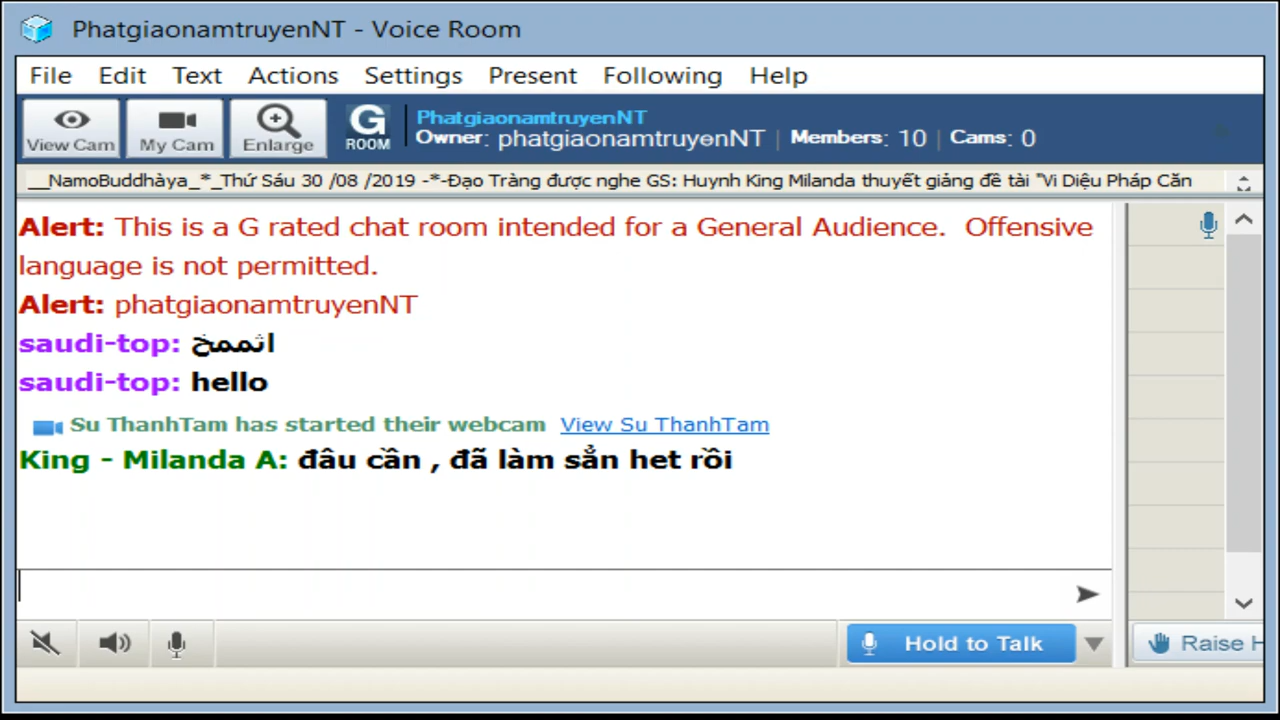 PhatgiaonamtruyenNT - Voice Room
File Edit Text Actions Settings Present Following Help
View Cam My Cam Enlarge G ROOM
PhatgiaonamtruyenNT
Owner: phatgiaonamtruyenNT | Members: 10 | Cams: 0
__NamoBuddhàya_*_Thứ Sáu 30 /08 /2019 -*-Đạo Tràng được nghe GS: Huynh King Milanda thuyết giảng đề tài "Vi Diệu Pháp Căn
Alert: This is a G rated chat room intended for a General Audience. Offensive
language is not permitted.
Alert: phatgiaonamtruyenNT
saudi-top: اثممخ
saudi-top: hello
Su ThanhTam has started their webcam View Su ThanhTam
King - Milanda A: đâu cần , đã làm sẳn het rồi
Hold to Talk
Raise H